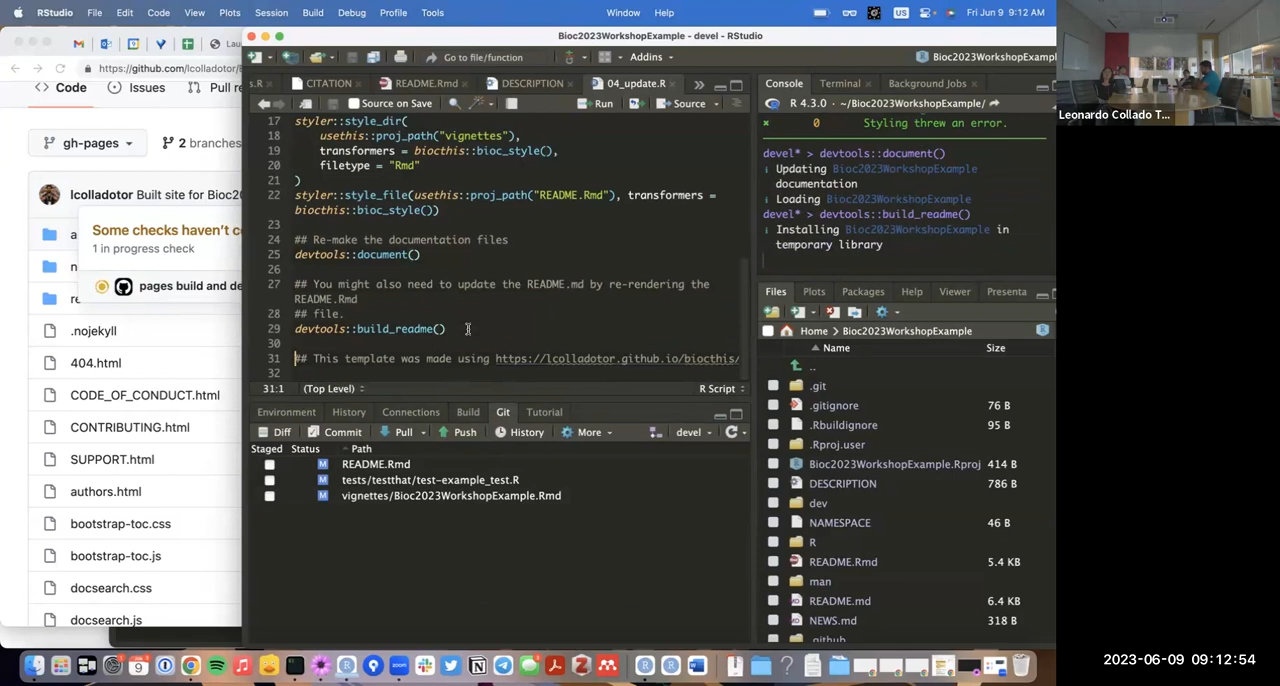 RStudio File Edit Code View Plots Session Build Debug Profile Tools Window Help US Fri Jun 9 9:12 AM
Bioc2023WorkshopExample - devel - RStudio
https://github.com/lcolladotor/
Code Issues Pull re
gh-pages 2 branches
lcolladotor Built site for Bioc2
Some checks haven't c
1 in progress check
pages build and de
.nojekyll
404.html
CODE_OF_CONDUCT.html
CONTRIBUTING.html
SUPPORT.html
authors.html
bootstrap-toc.css
bootstrap-toc.js
docsearch.css
docsearch.js
Go to file/function Addins Bioc2023WorkshopExampl
s.R CITATION README.Rmd DESCRIPTION 04_update.R
Source on Save Run Source
17 styler::style_dir(
18 usethis::proj_path("vignettes"),
19 transformers = biocthis::bioc_style(),
20 filetype = "Rmd"
21 )
22 styler::style_file(usethis::proj_path("README.Rmd"), transformers =
biocthis::bioc_style())
23
24 ## Re-make the documentation files
25 devtools::document()
26
27 ## You might also need to update the README.md by re-rendering the
README.Rmd
28 ## file.
29 devtools::build_readme()
30
31 ## This template was made using https://lcolladotor.github.io/biocthis/
32
31:1 (Top Level) R Script
Environment History Connections Build Git Tutorial
Diff Commit Pull Push History More devel
Staged Status Path
M README.Rmd
M tests/testthat/test-example_test.R
M vignettes/Bioc2023WorkshopExample.Rmd
Console Terminal Background Jobs
R 4.3.0 · ~/Bioc2023WorkshopExample/
0 Styling threw an error.
devel* > devtools::document()
i Updating Bioc2023WorkshopExample
documentation
i Loading Bioc2023WorkshopExample
devel* > devtools::build_readme()
i Installing Bioc2023WorkshopExample in
temporary library
Files Plots Packages Help Viewer Presenta
Home Bioc2023WorkshopExample
Name Size
..
.git
.gitignore 76 B
.Rbuildignore 95 B
.Rproj.user
Bioc2023WorkshopExample.Rproj 414 B
DESCRIPTION 786 B
dev
NAMESPACE 46 B
R
README.Rmd 5.4 KB
man
README.md 6.4 KB
NEWS.md 318 B
.github
Leonardo Collado T...
2023-06-09 09:12:54